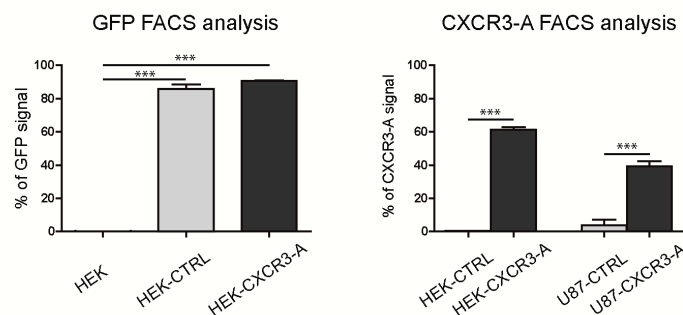 GFP FACS analysis
% of GFP signal
100
80
60
40
20
0
***
***
HEK
HEK-CTRL
HEK-CXCR3-A
CXCR3-A FACS analysis
% of CXCR3-A signal
100
80
60
40
20
0
***
***
HEK-CTRL
HEK-CXCR3-A
U87-CTRL
U87-CXCR3-A